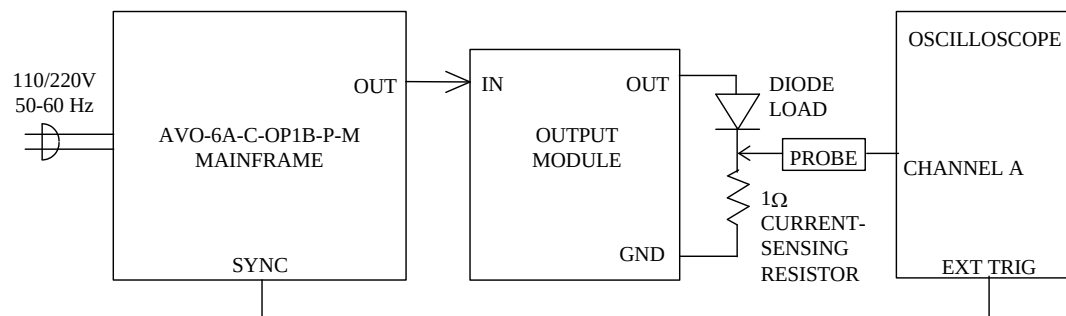 110/220V
50-60 Hz
AVO-6A-C-OP1B-P-M
MAINFRAME
OUT
SYNC
IN
OUT
OUTPUT
MODULE
GND
DIODE
LOAD
PROBE
1Ω
CURRENT-
SENSING
RESISTOR
OSCILLOSCOPE
CHANNEL A
EXT TRIG